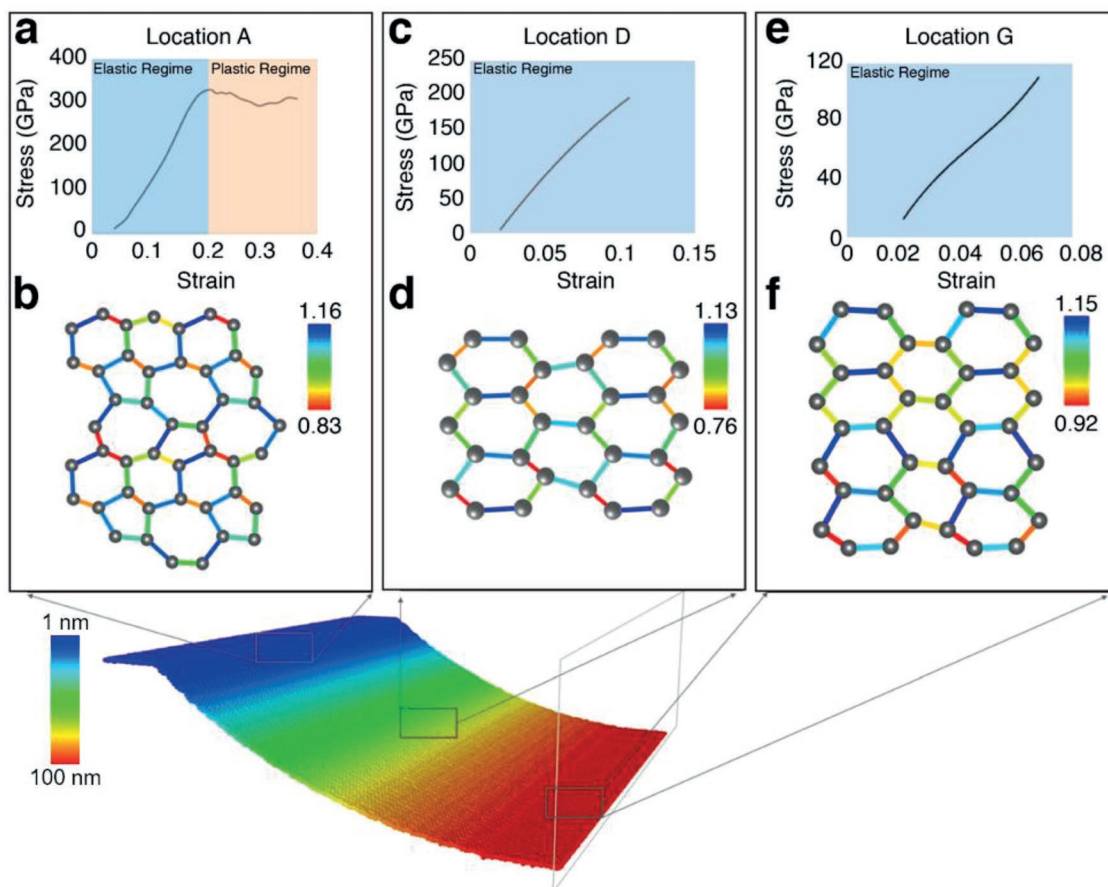 a
Location A
400
300
200
100
0
Stress (GPa)
Elastic Regime
Plastic Regime
0 0.1 0.2 0.3 0.4
Strain
c
Location D
250
200
150
100
50
0
Stress (GPa)
Elastic Regime
0 0.05 0.1 0.15
Strain
e
Location G
120
80
40
0
Stress (GPa)
Elastic Regime
0 0.02 0.04 0.06 0.08
Strain
b
1.16
0.83
d
1.13
0.76
f
1.15
0.92
1 nm
100 nm